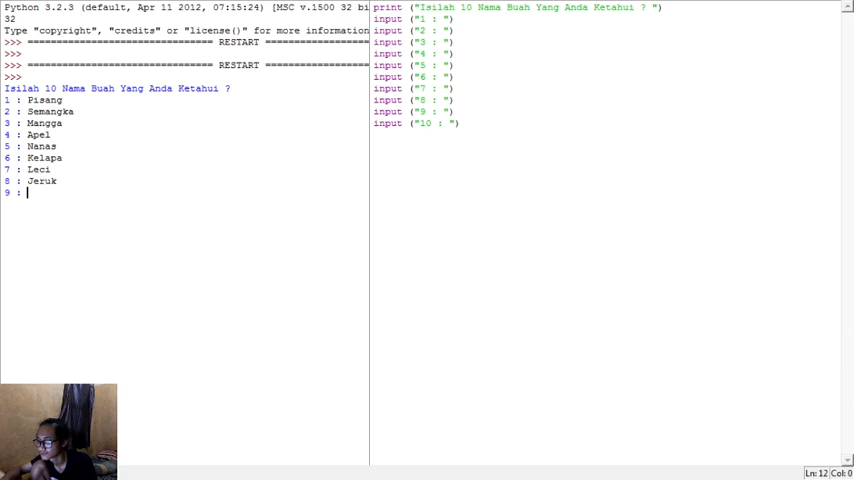 Python 3.2.3 (default, Apr 11 2012, 07:15:24) [MSC v.1500 32 bi
32
Type "copyright", "credits" or "license()" for more information
>>> ================================ RESTART ==================
>>>
>>> ================================ RESTART ==================
>>>
Isilah 10 Nama Buah Yang Anda Ketahui ?
1 : Pisang
2 : Semangka
3 : Mangga
4 : Apel
5 : Nanas
6 : Kelapa
7 : Leci
8 : Jeruk
9 :
print ("Isilah 10 Nama Buah Yang Anda Ketahui ? ")
input ("1 : ")
input ("2 : ")
input ("3 : ")
input ("4 : ")
input ("5 : ")
input ("6 : ")
input ("7 : ")
input ("8 : ")
input ("9 : ")
input ("10 : ")
Ln: 12 Col: 0